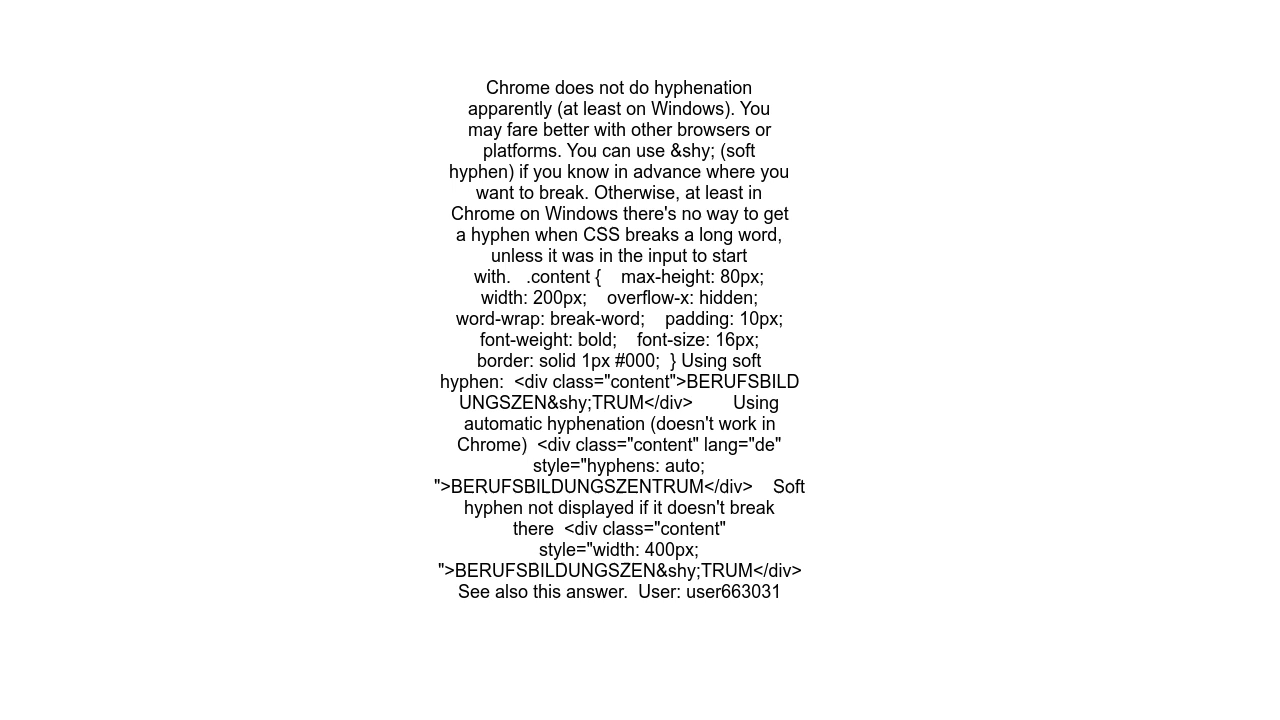 Chrome does not do hyphenation
apparently (at least on Windows). You
may fare better with other browsers or
platforms. You can use &shy; (soft
hyphen) if you know in advance where you
want to break. Otherwise, at least in
Chrome on Windows there's no way to get
a hyphen when CSS breaks a long word,
unless it was in the input to start
with.   .content {    max-height: 80px;
width: 200px;    overflow-x: hidden;
word-wrap: break-word;    padding: 10px;
font-weight: bold;    font-size: 16px;
border: solid 1px #000;  } Using soft
hyphen:  <div class="content">BERUFSBILD
UNGSZEN&shy;TRUM</div>        Using
automatic hyphenation (doesn't work in
Chrome)  <div class="content" lang="de"
style="hyphens: auto;
">BERUFSBILDUNGSZENTRUM</div>    Soft
hyphen not displayed if it doesn't break
there  <div class="content"
style="width: 400px;
">BERUFSBILDUNGSZEN&shy;TRUM</div>
See also this answer.  User: user663031